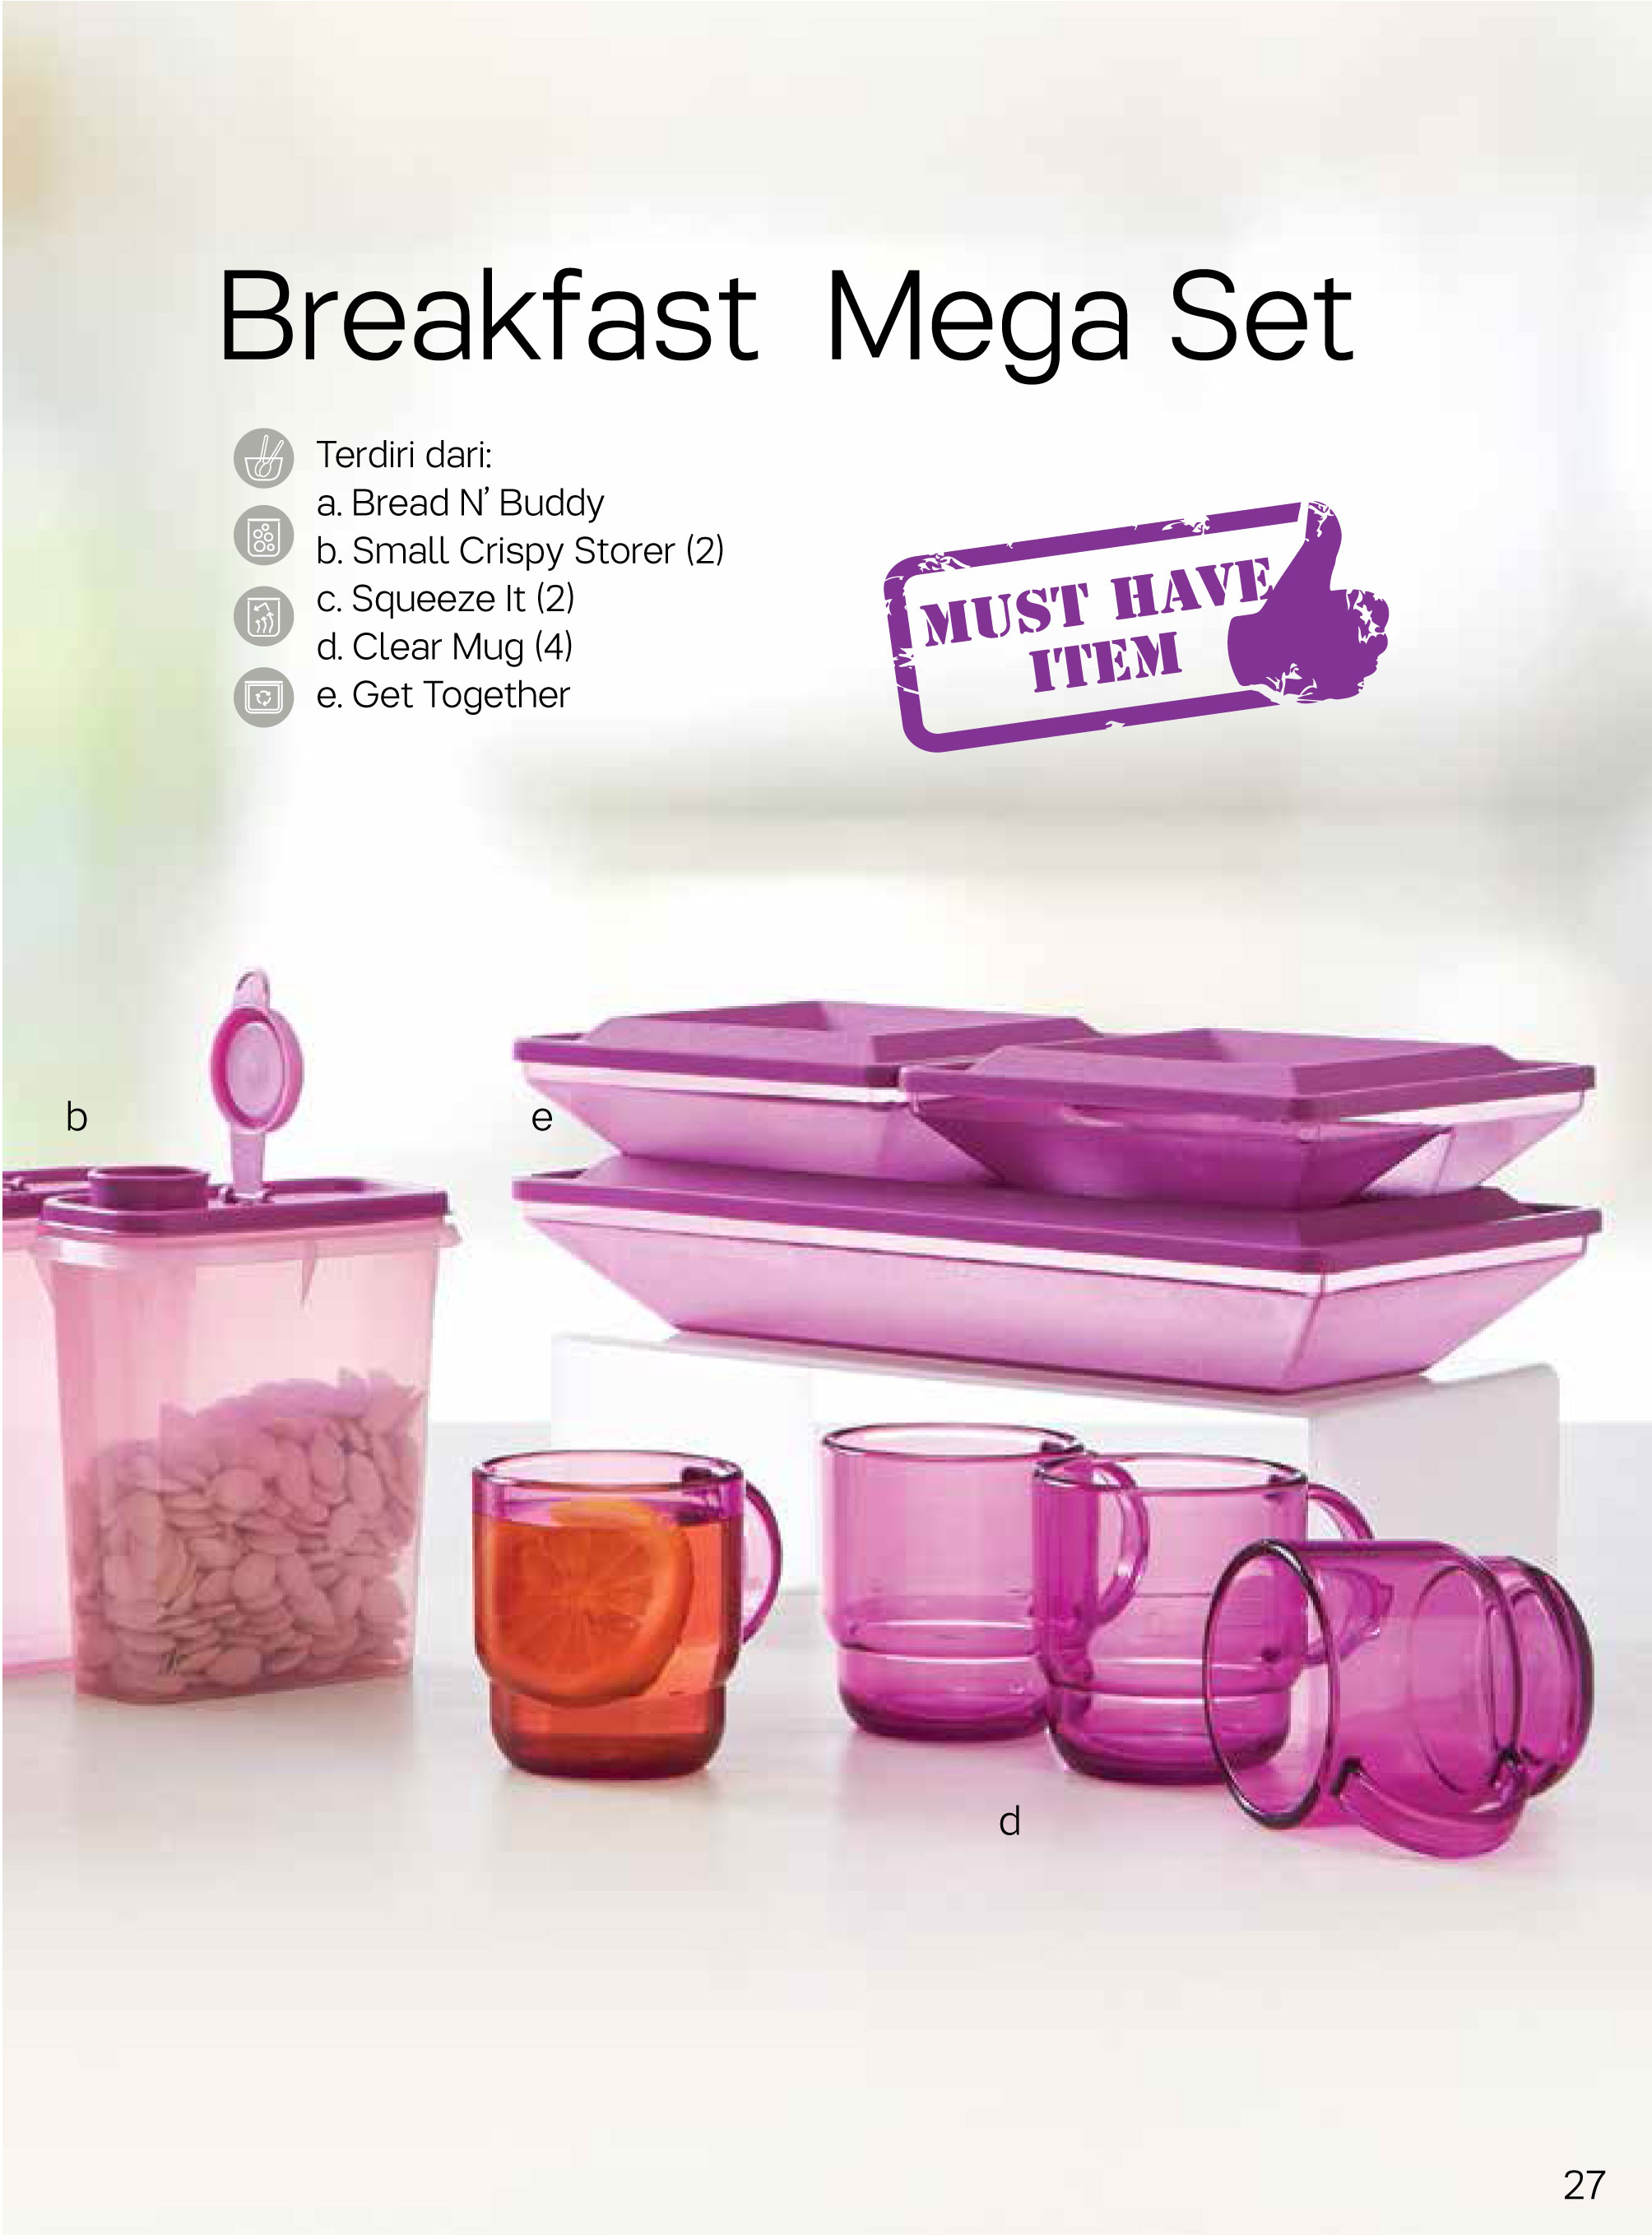 Breakfast Mega Set
Terdiri dari:
a. Bread N’ Buddy
b. Small Crispy Storer (2)
c. Squeeze It (2)
d. Clear Mug (4)
e. Get Together
MUST HAVE
ITEM
b
e
d
27